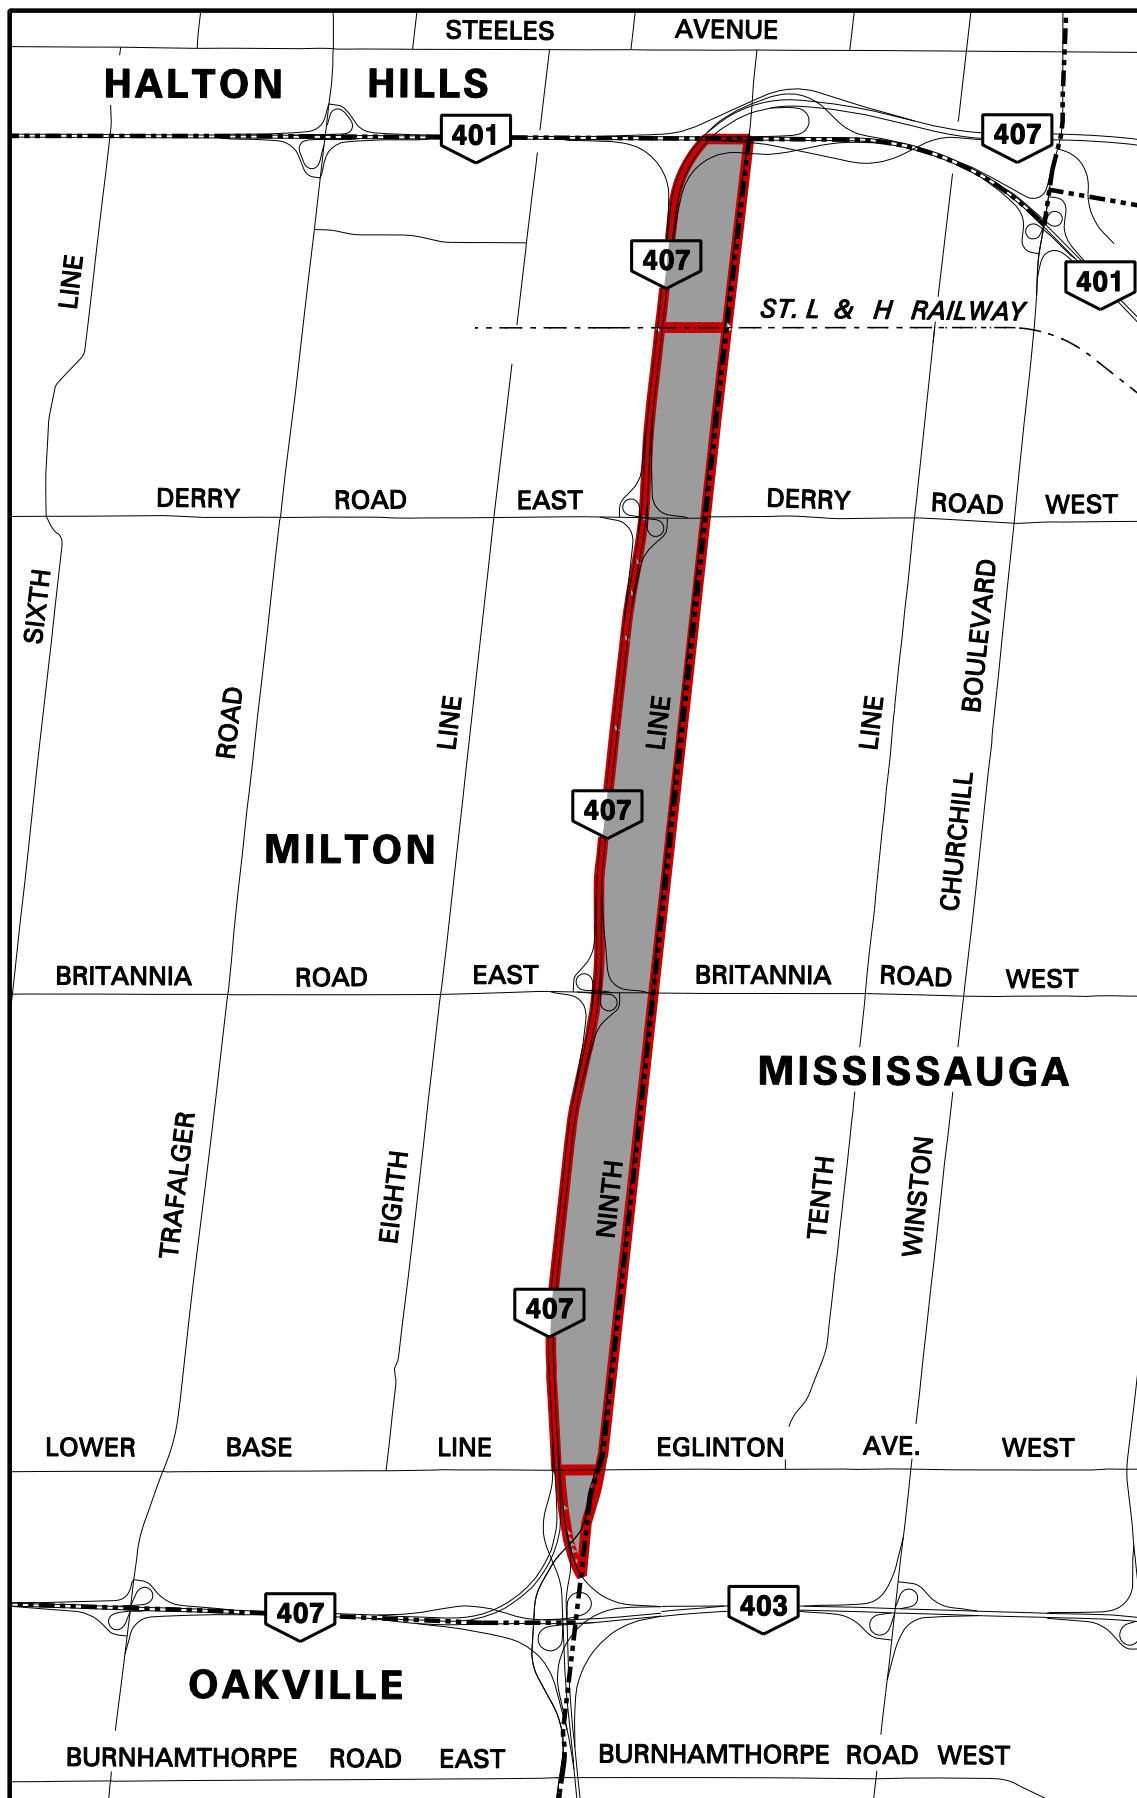 STEELES AVENUE
HALTON HILLS
401
407
407
401
LINE
ST. L & H RAILWAY
DERRY ROAD EAST DERRY ROAD WEST
SIXTH
BOULEVARD
ROAD
LINE
LINE
LINE
407
CHURCHILL
MILTON
BRITANNIA ROAD EAST BRITANNIA ROAD WEST
MISSISSAUGA
TRAFALGER
EIGHTH
NINTH
TENTH
WINSTON
407
LOWER BASE LINE EGLINTON AVE. WEST
407
403
OAKVILLE
BURNHAMTHORPE ROAD EAST BURNHAMTHORPE ROAD WEST